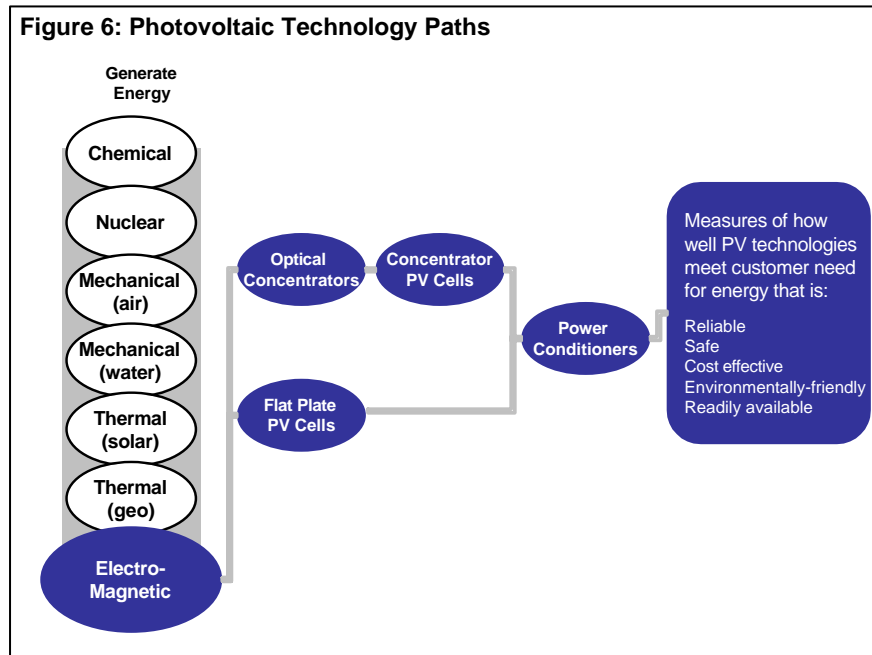 Figure 6: Photovoltaic Technology Paths
Generate
Energy
Chemical
Nuclear
Mechanical
(air)
Mechanical
(water)
Thermal
(solar)
Thermal
(geo)
Electro-
Magnetic
Optical
Concentrators
Concentrator
PV Cells
Flat Plate
PV Cells
Power
Conditioners
Measures of how
well PV technologies
meet customer need
for energy that is:
Reliable
Safe
Cost effective
Environmentally-friendly
Readily available